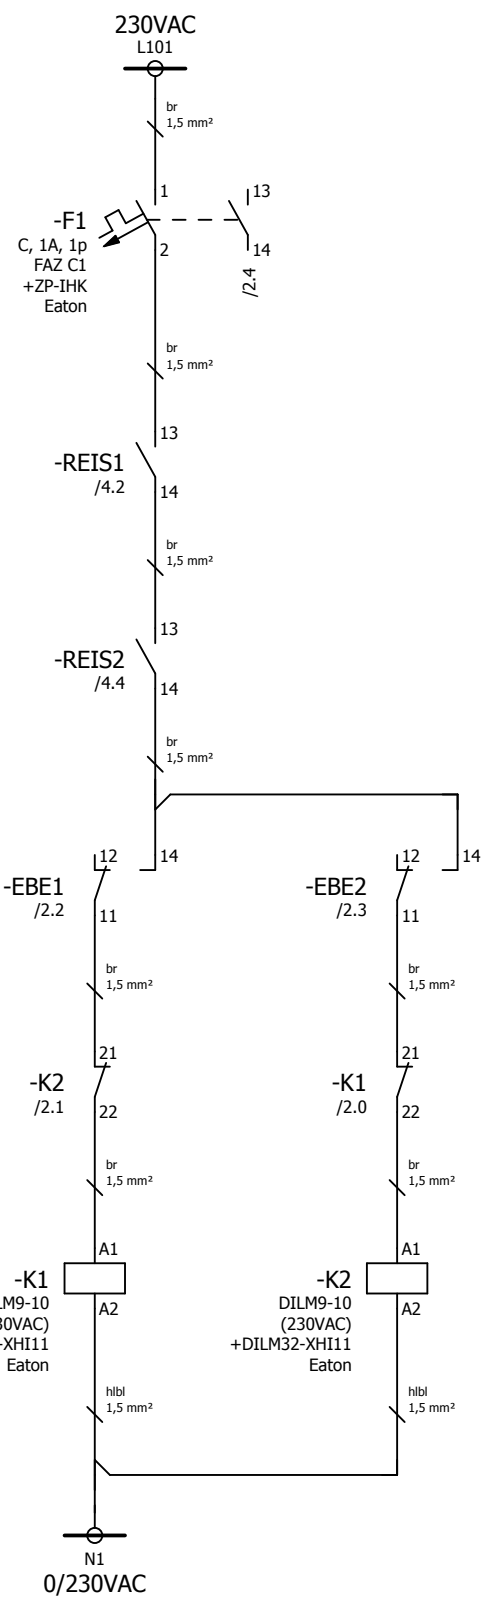 230VAC
L101
br
1,5 mm²
1
13
-F1
C, 1A, 1p
FAZ C1
+ZP-IHK
Eaton
2
14
/2.4
br
1,5 mm²
13
-REIS1
/4.2
14
br
1,5 mm²
13
-REIS2
/4.4
14
br
1,5 mm²
12
14
-EBE1
/2.2
11
12
14
-EBE2
/2.3
11
br
1,5 mm²
br
1,5 mm²
21
-K2
/2.1
22
21
-K1
/2.0
22
br
1,5 mm²
br
1,5 mm²
A1
-K1
LM9-10
30VAC)
-XHI11
Eaton
A2
A1
-K2
DILM9-10
(230VAC)
+DILM32-XHI11
Eaton
A2
hlbl
1,5 mm²
hlbl
1,5 mm²
N1
0/230VAC